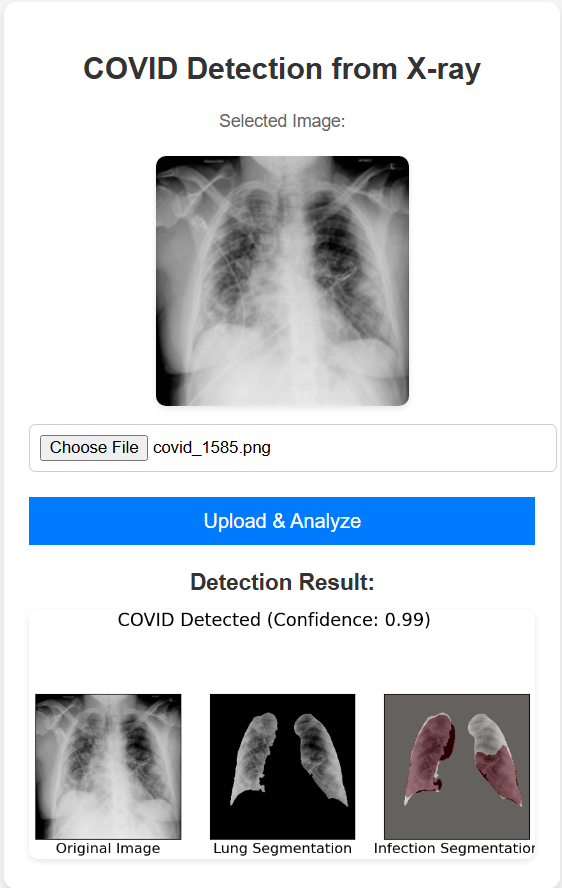 COVID Detection from X-ray
Selected Image:
Choose File covid_1585.png
Upload & Analyze
Detection Result:
COVID Detected (Confidence: 0.99)
Original Image Lung Segmentation Infection Segmentation